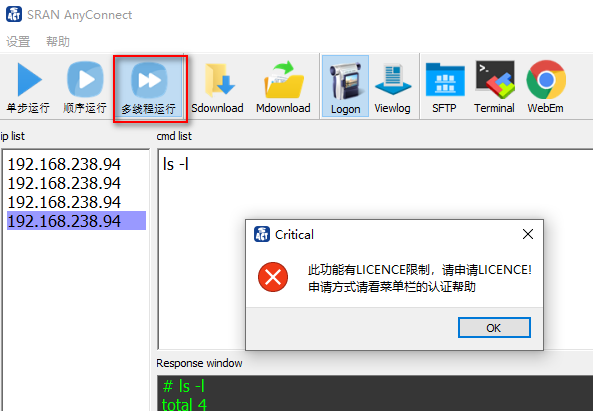 SRAN AnyConnect
设置 帮助
单步运行 顺序运行 多线程运行 Sdownload Mdownload Logon Viewlog SFTP Terminal WebEm
ip list
cmd list
192.168.238.94
192.168.238.94
192.168.238.94
192.168.238.94
ls -l
Critical
此功能有LICENCE限制，请申请LICENCE!
申请方式请看菜单栏的认证帮助
OK
Response window
# ls -l
total 4